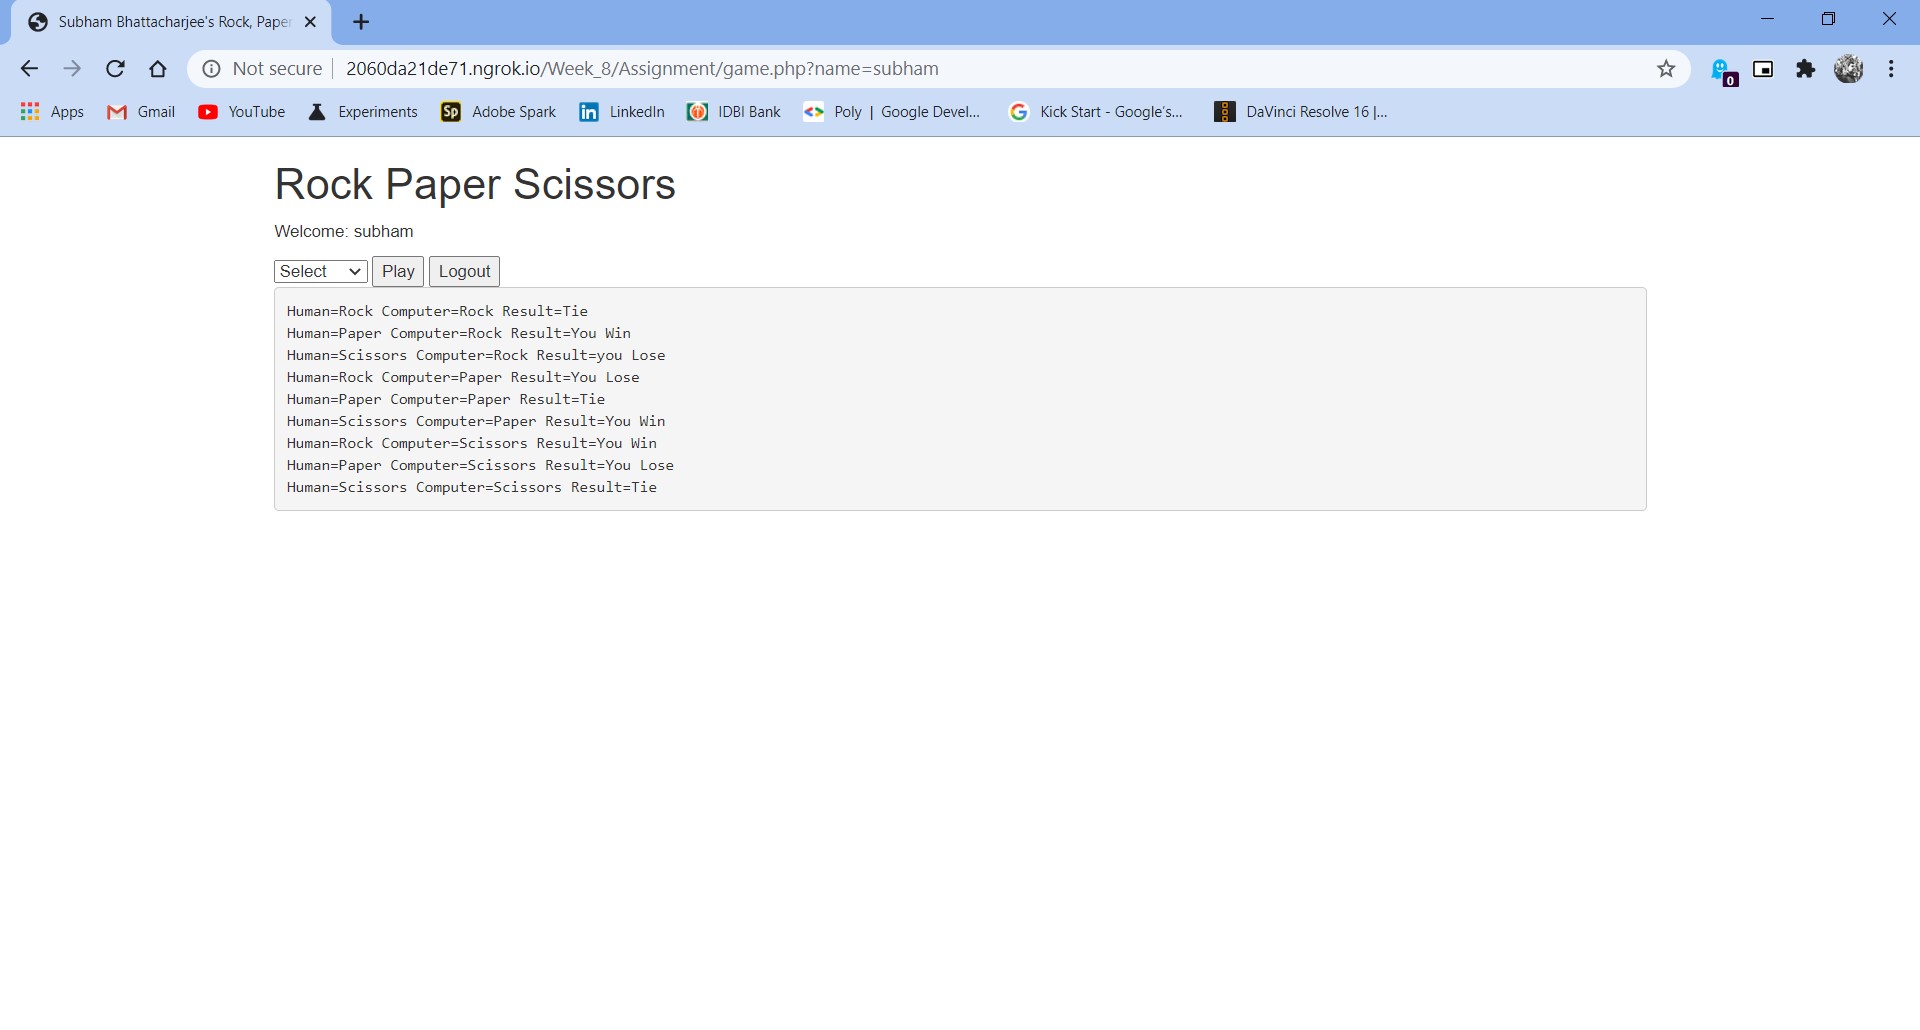 Subham Bhattacharjee's Rock, Paper
Not secure 2060da21de71.ngrok.io/Week_8/Assignment/game.php?name=subham 0
Apps Gmail YouTube Experiments Sp Adobe Spark in LinkedIn IDBI Bank Poly | Google Devel... G Kick Start - Google's... DaVinci Resolve 16 |...
Rock Paper Scissors
Welcome: subham
Select Play Logout
Human=Rock Computer=Rock Result=Tie
Human=Paper Computer=Rock Result=You Win
Human=Scissors Computer=Rock Result=you Lose
Human=Rock Computer=Paper Result=You Lose
Human=Paper Computer=Paper Result=Tie
Human=Scissors Computer=Paper Result=You Win
Human=Rock Computer=Scissors Result=You Win
Human=Paper Computer=Scissors Result=You Lose
Human=Scissors Computer=Scissors Result=Tie